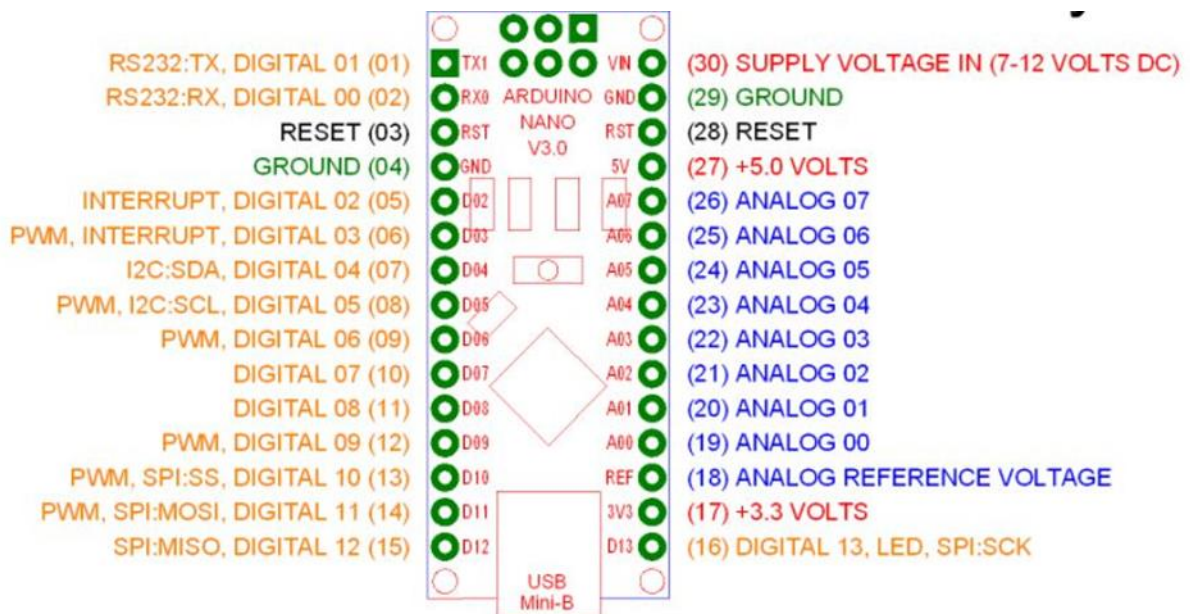 RS232:TX, DIGITAL 01 (01) TX1 VIN (30) SUPPLY VOLTAGE IN (7-12 VOLTS DC)
RS232:RX, DIGITAL 00 (02) RX0 ARDUINO GND (29) GROUND
RESET (03) RST NANO RST (28) RESET
V3.0
GROUND (04) GND 5V (27) +5.0 VOLTS
INTERRUPT, DIGITAL 02 (05) D02 A07 (26) ANALOG 07
PWM, INTERRUPT, DIGITAL 03 (06) D03 A06 (25) ANALOG 06
I2C:SDA, DIGITAL 04 (07) D04 A05 (24) ANALOG 05
PWM, I2C:SCL, DIGITAL 05 (08) D05 A04 (23) ANALOG 04
PWM, DIGITAL 06 (09) D06 A03 (22) ANALOG 03
DIGITAL 07 (10) D07 A02 (21) ANALOG 02
DIGITAL 08 (11) D08 A01 (20) ANALOG 01
PWM, DIGITAL 09 (12) D09 A00 (19) ANALOG 00
PWM, SPI:SS, DIGITAL 10 (13) D10 REF (18) ANALOG REFERENCE VOLTAGE
PWM, SPI:MOSI, DIGITAL 11 (14) D11 3V3 (17) +3.3 VOLTS
SPI:MISO, DIGITAL 12 (15) D12 D13 (16) DIGITAL 13, LED, SPI:SCK
USB
Mini-B